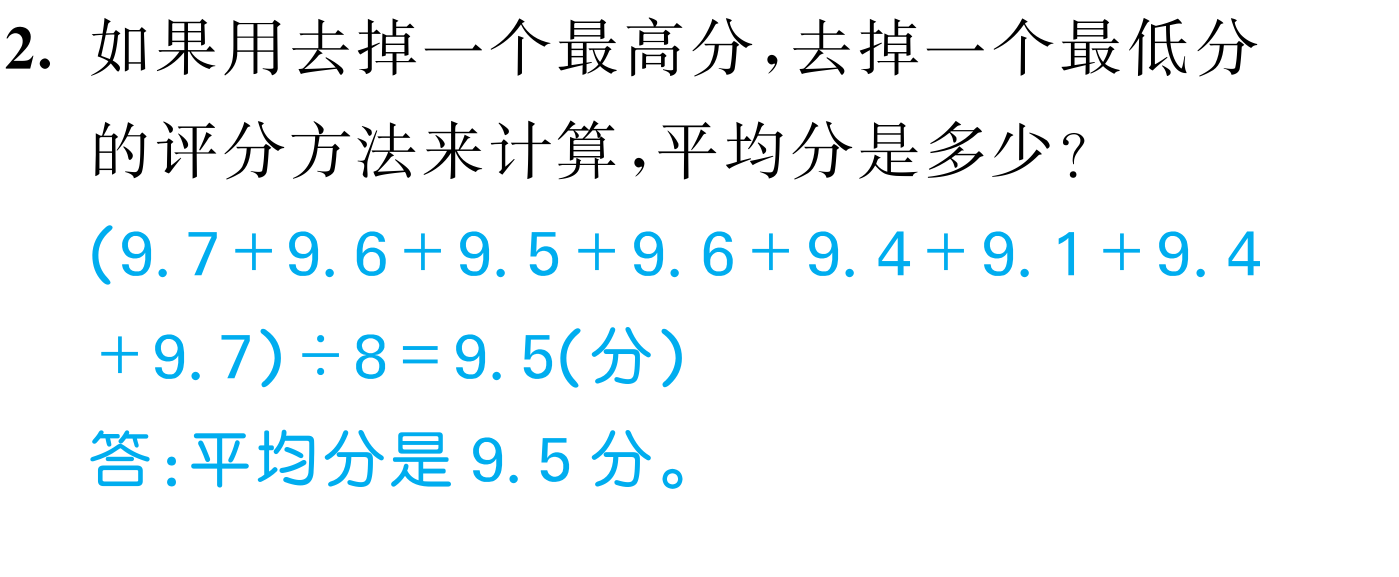 2. 如果用去掉一个最高分,去掉一个最低分
的评分方法来计算,平均分是多少?
(9.7+9.6+9.5+9.6+9.4+9.1+9.4
+9.7)÷8=9.5(分)
答:平均分是9.5分。